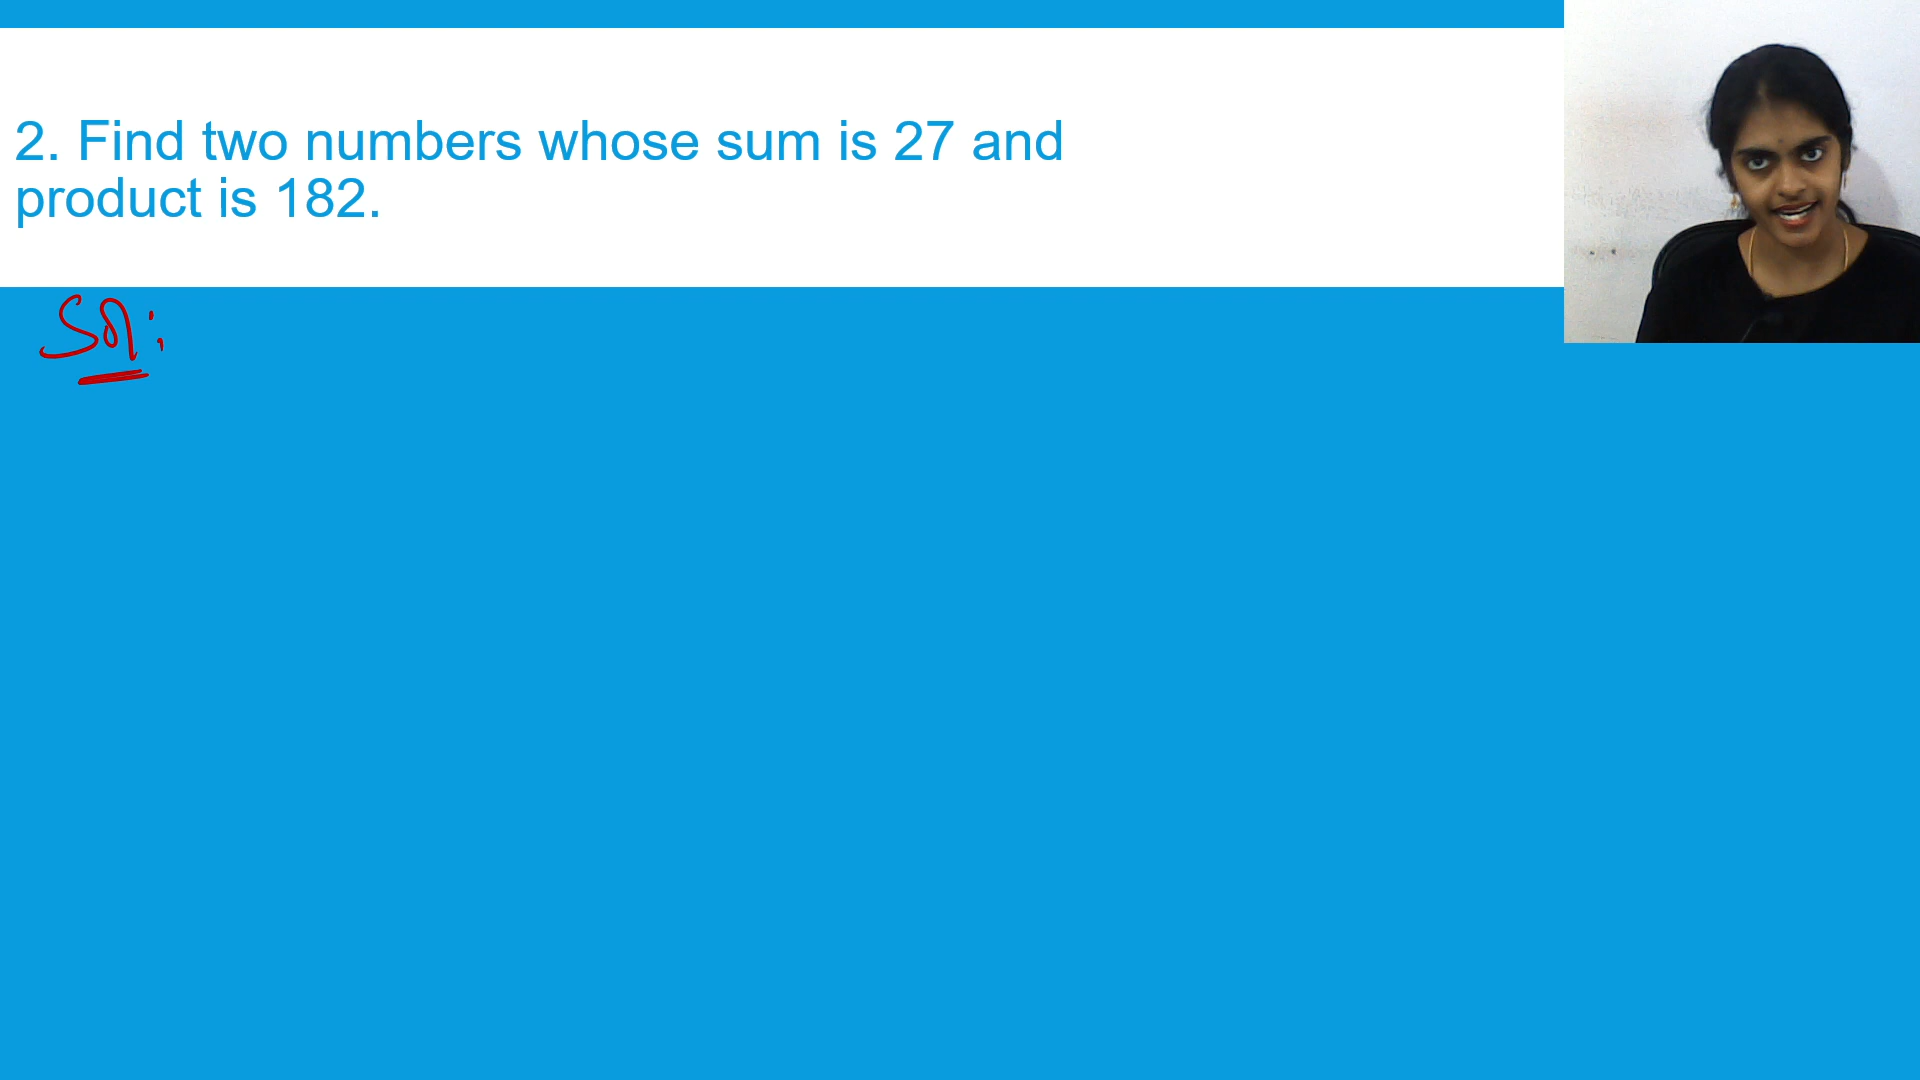 2. Find two numbers whose sum is 27 and
product is 182.
Sol: